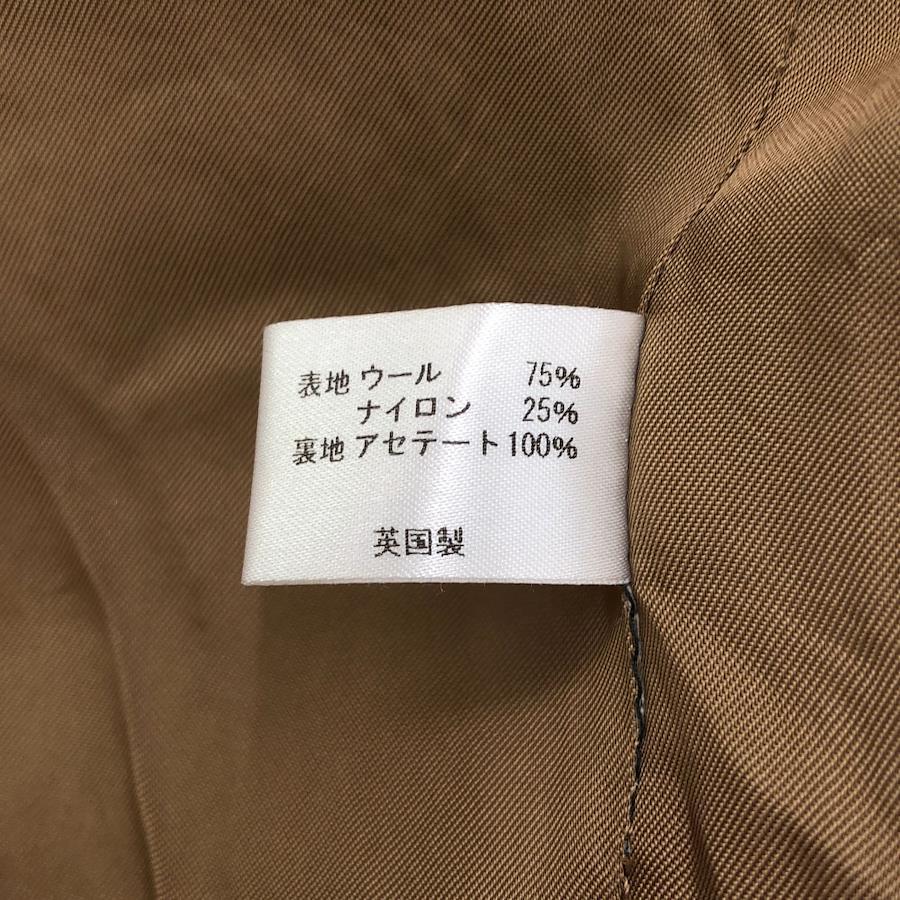 表地 ウール 75%
ナイロン 25%
裏地 アセテート 100%
英国製